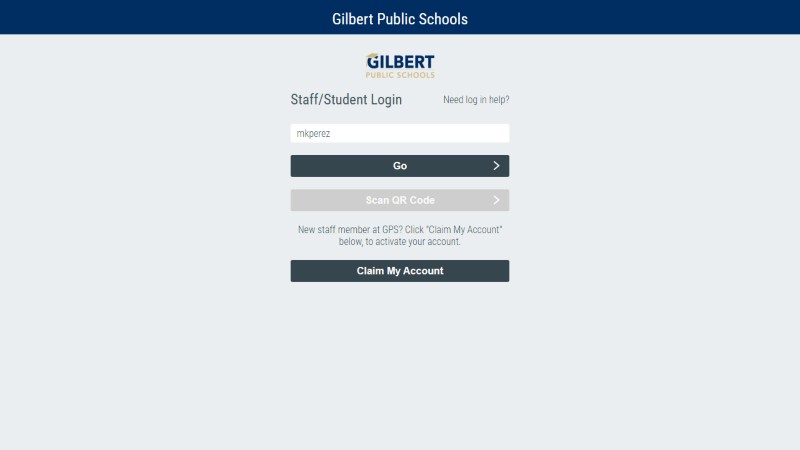 Gilbert Public Schools
GILBERT
PUBLIC SCHOOLS
Staff/Student Login
Need log in help?
mkperez
Go
Scan QR Code
New staff member at GPS? Click "Claim My Account"
below, to activate your account.
Claim My Account